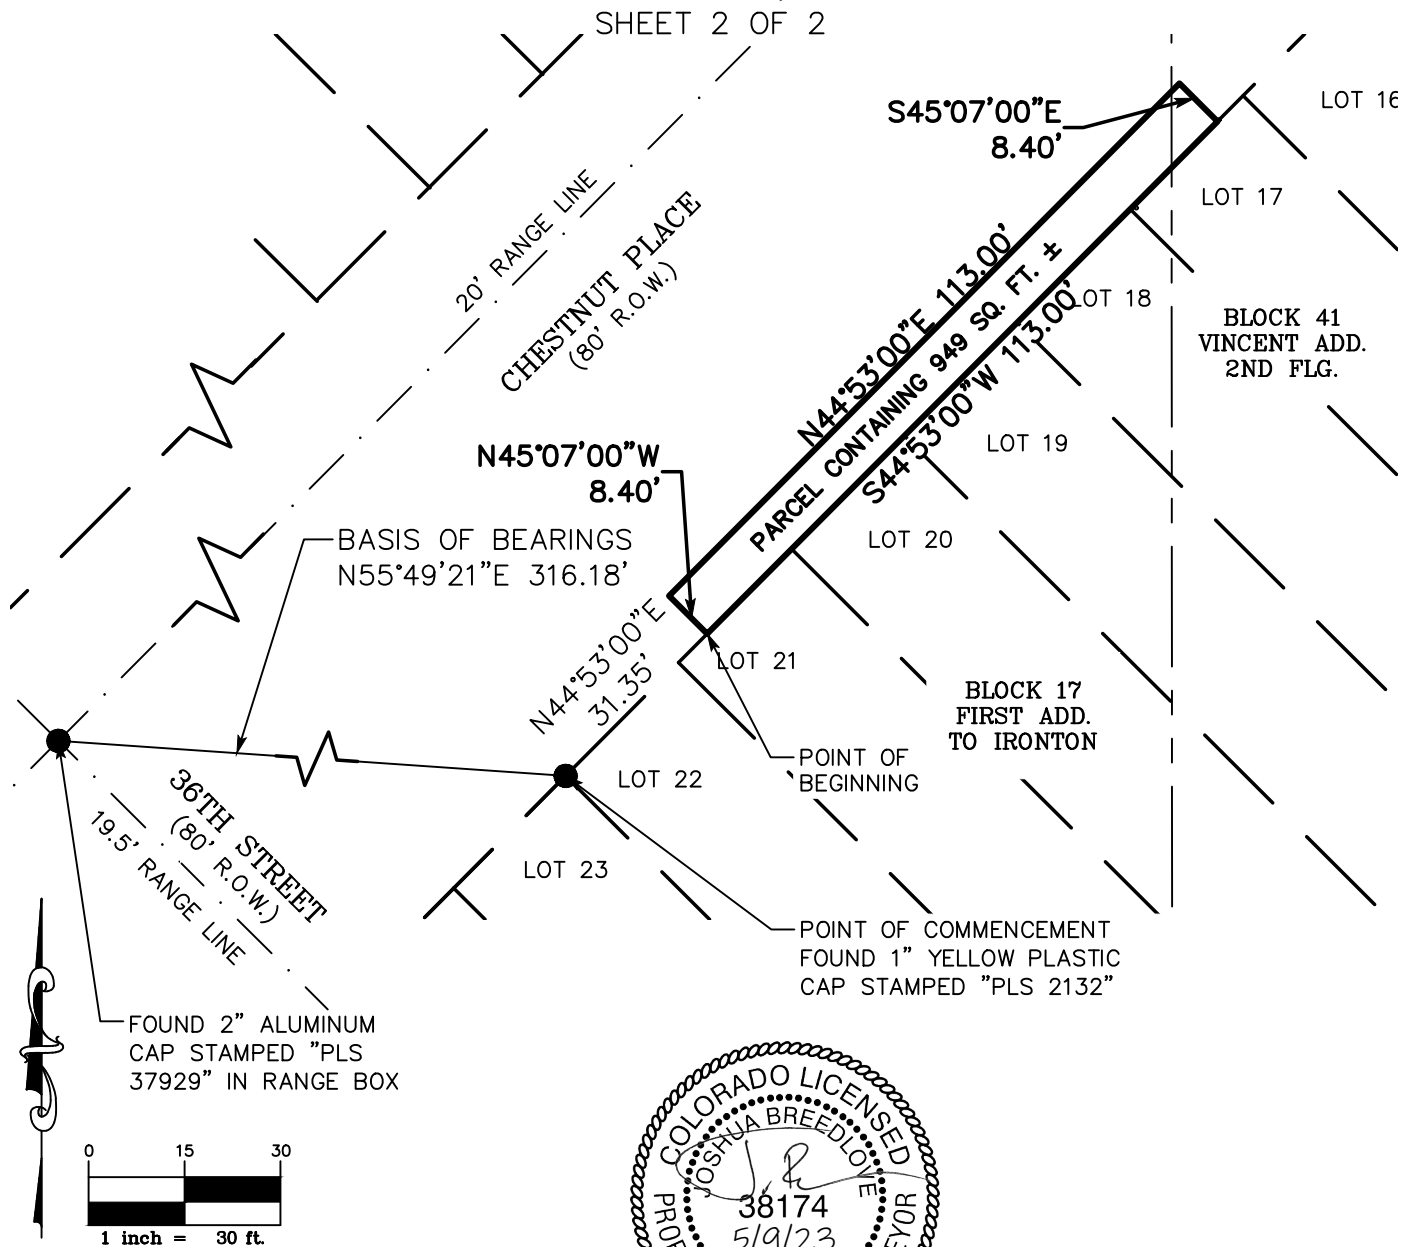 SHEET 2 OF 2
S45°07'00"E
8.40'
LOT 16
LOT 17
20' RANGE LINE
CHESTNUT PLACE
(80' R.O.W.)
N44°53'00"E 113.00'
PARCEL CONTAINING 949 SQ. FT. ±
S44°53'00"W 113.00'
LOT 18
BLOCK 41
VINCENT ADD.
2ND FLG.
LOT 19
N45°07'00"W
8.40'
LOT 20
BASIS OF BEARINGS
N55°49'21"E 316.18'
N44°53'00"E
31.35'
LOT 21
BLOCK 17
FIRST ADD.
TO IRONTON
POINT OF
BEGINNING
LOT 22
36TH STREET
(80' R.O.W.)
19.5' RANGE LINE
LOT 23
POINT OF COMMENCEMENT
FOUND 1" YELLOW PLASTIC
CAP STAMPED "PLS 2132"
FOUND 2" ALUMINUM
CAP STAMPED "PLS
37929" IN RANGE BOX
0 15 30
1 inch = 30 ft.
COLORADO LICENSED
JOSHUA BREEDLOVE
38174
5/9/23